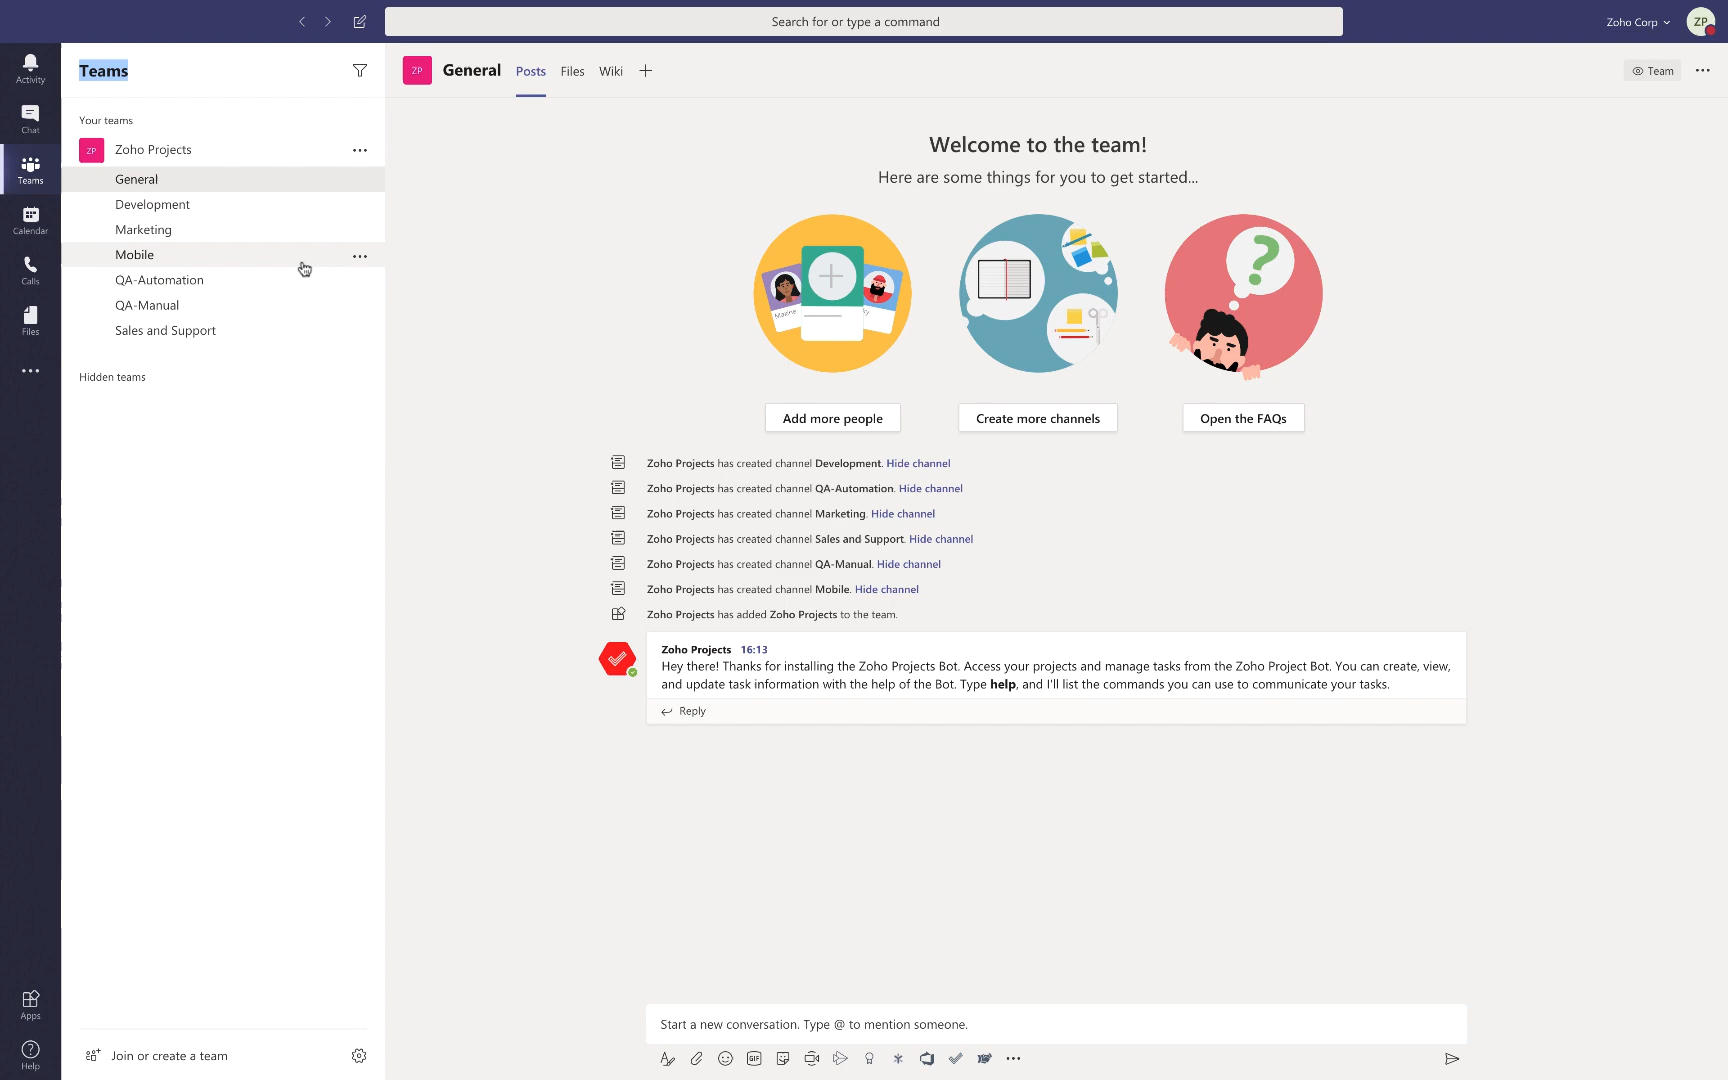 Search for or type a command
Zoho Corp
ZP
Activity
Chat
Teams
Calendar
Calls
Files
Apps
Help
Teams
Your teams
ZP
Zoho Projects
General
Development
Marketing
Mobile
QA-Automation
QA-Manual
Sales and Support
Hidden teams
Join or create a team
ZP
General
Posts
Files
Wiki
Team
Welcome to the team!
Here are some things for you to get started...
Maxine
Add more people
Create more channels
Open the FAQs
Zoho Projects has created channel Development. Hide channel
Zoho Projects has created channel QA-Automation. Hide channel
Zoho Projects has created channel Marketing. Hide channel
Zoho Projects has created channel Sales and Support. Hide channel
Zoho Projects has created channel QA-Manual. Hide channel
Zoho Projects has created channel Mobile. Hide channel
Zoho Projects has added Zoho Projects to the team.
Zoho Projects 16:13
Hey there! Thanks for installing the Zoho Projects Bot. Access your projects and manage tasks from the Zoho Project Bot. You can create, view,
and update task information with the help of the Bot. Type help, and I'll list the commands you can use to communicate your tasks.
Reply
Start a new conversation. Type @ to mention someone.
GIF